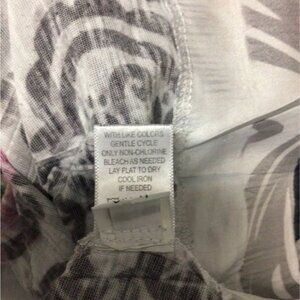 WITH LIKE COLORS
GENTLE CYCLE
ONLY NON-CHLORINE
BLEACH AS NEEDED
LAY FLAT TO DRY
COOL IRON
IF NEEDED